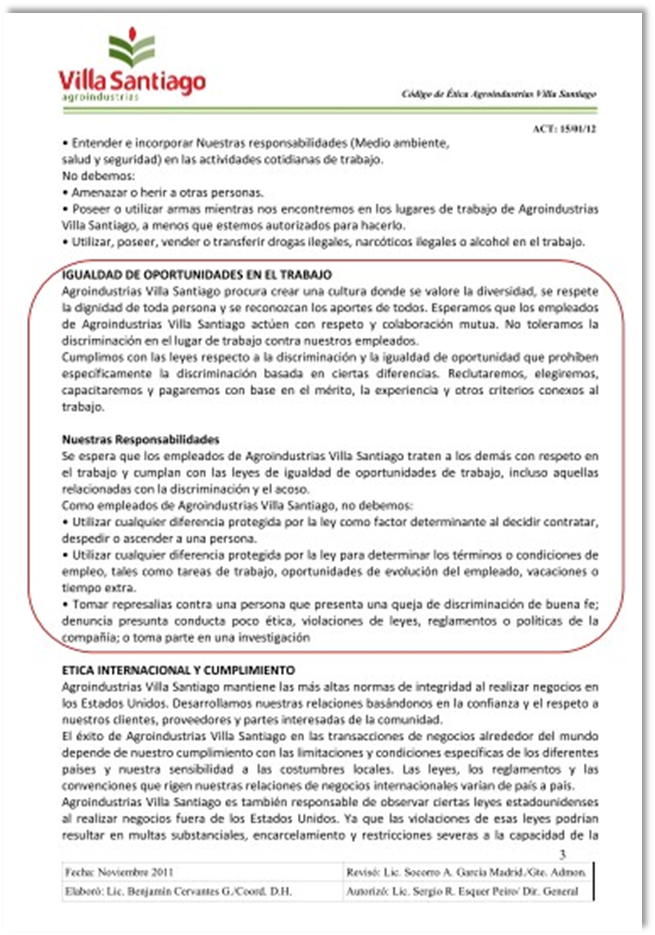 Villa Santiago
agroindustrias
Código de Ética Agroindustrias Villa Santiago
ACT: 15/01/12
• Entender e incorporar Nuestras responsabilidades (Medio ambiente,
salud y seguridad) en las actividades cotidianas de trabajo.
No debemos:
• Amenazar o herir a otras personas.
• Poseer o utilizar armas mientras nos encontremos en los lugares de trabajo de Agroindustrias
Villa Santiago, a menos que estemos autorizados para hacerlo.
• Utilizar, poseer, vender o transferir drogas ilegales, narcóticos ilegales o alcohol en el trabajo.
IGUALDAD DE OPORTUNIDADES EN EL TRABAJO
Agroindustrias Villa Santiago procura crear una cultura donde se valore la diversidad, se respete
la dignidad de toda persona y se reconozcan los aportes de todos. Esperamos que los empleados
de Agroindustrias Villa Santiago actúen con respeto y colaboración mutua. No toleramos la
discriminación en el lugar de trabajo contra nuestros empleados.
Cumplimos con las leyes respecto a la discriminación y la igualdad de oportunidad que prohíben
específicamente la discriminación basada en ciertas diferencias. Reclutaremos, elegiremos,
capacitaremos y pagaremos con base en el mérito, la experiencia y otros criterios conexos al
trabajo.
Nuestras Responsabilidades
Se espera que los empleados de Agroindustrias Villa Santiago traten a los demás con respeto en
el trabajo y cumplan con las leyes de igualdad de oportunidades de trabajo, incluso aquellas
relacionadas con la discriminación y el acoso.
Como empleados de Agroindustrias Villa Santiago, no debemos:
• Utilizar cualquier diferencia protegida por la ley como factor determinante al decidir contratar,
despedir o ascender a una persona.
• Utilizar cualquier diferencia protegida por la ley para determinar los términos o condiciones de
empleo, tales como tareas de trabajo, oportunidades de evolución del empleado, vacaciones o
tiempo extra.
• Tomar represalias contra una persona que presenta una queja de discriminación de buena fe;
denuncia presunta conducta poco ética, violaciones de leyes, reglamentos o políticas de la
compañía; o toma parte en una investigación
ETICA INTERNACIONAL Y CUMPLIMIENTO
Agroindustrias Villa Santiago mantiene las más altas normas de integridad al realizar negocios en
los Estados Unidos. Desarrollamos nuestras relaciones basándonos en la confianza y el respeto a
nuestros clientes, proveedores y partes interesadas de la comunidad.
El éxito de Agroindustrias Villa Santiago en las transacciones de negocios alrededor del mundo
depende de nuestro cumplimiento con las limitaciones y condiciones específicas de los diferentes
países y nuestra sensibilidad a las costumbres locales. Las leyes, los reglamentos y las
convenciones que rigen nuestras relaciones de negocios internacionales varían de país a país.
Agroindustrias Villa Santiago es también responsable de observar ciertas leyes estadounidenses
al realizar negocios fuera de los Estados Unidos. Ya que las violaciones de esas leyes podrían
resultar en multas substanciales, encarcelamiento y restricciones severas a la capacidad de la
3
Fecha: Noviembre 2011 Revisó: Lic. Socorro A. García Madrid./Gte. Admon.
Elaboró: Lic. Benjamín Cervantes G./Coord. D.H. Autorizó: Lic. Sergio R. Esquer Peiro/ Dir. General